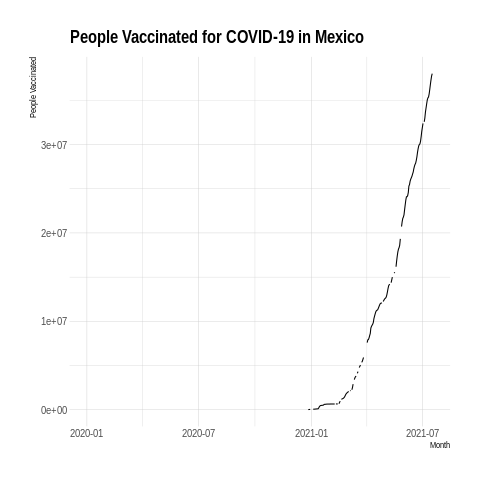 People Vaccinated for COVID-19 in Mexico
People Vaccinated
3e+07
2e+07
1e+07
0e+00
2020-01 2020-07 2021-01 2021-07
Month